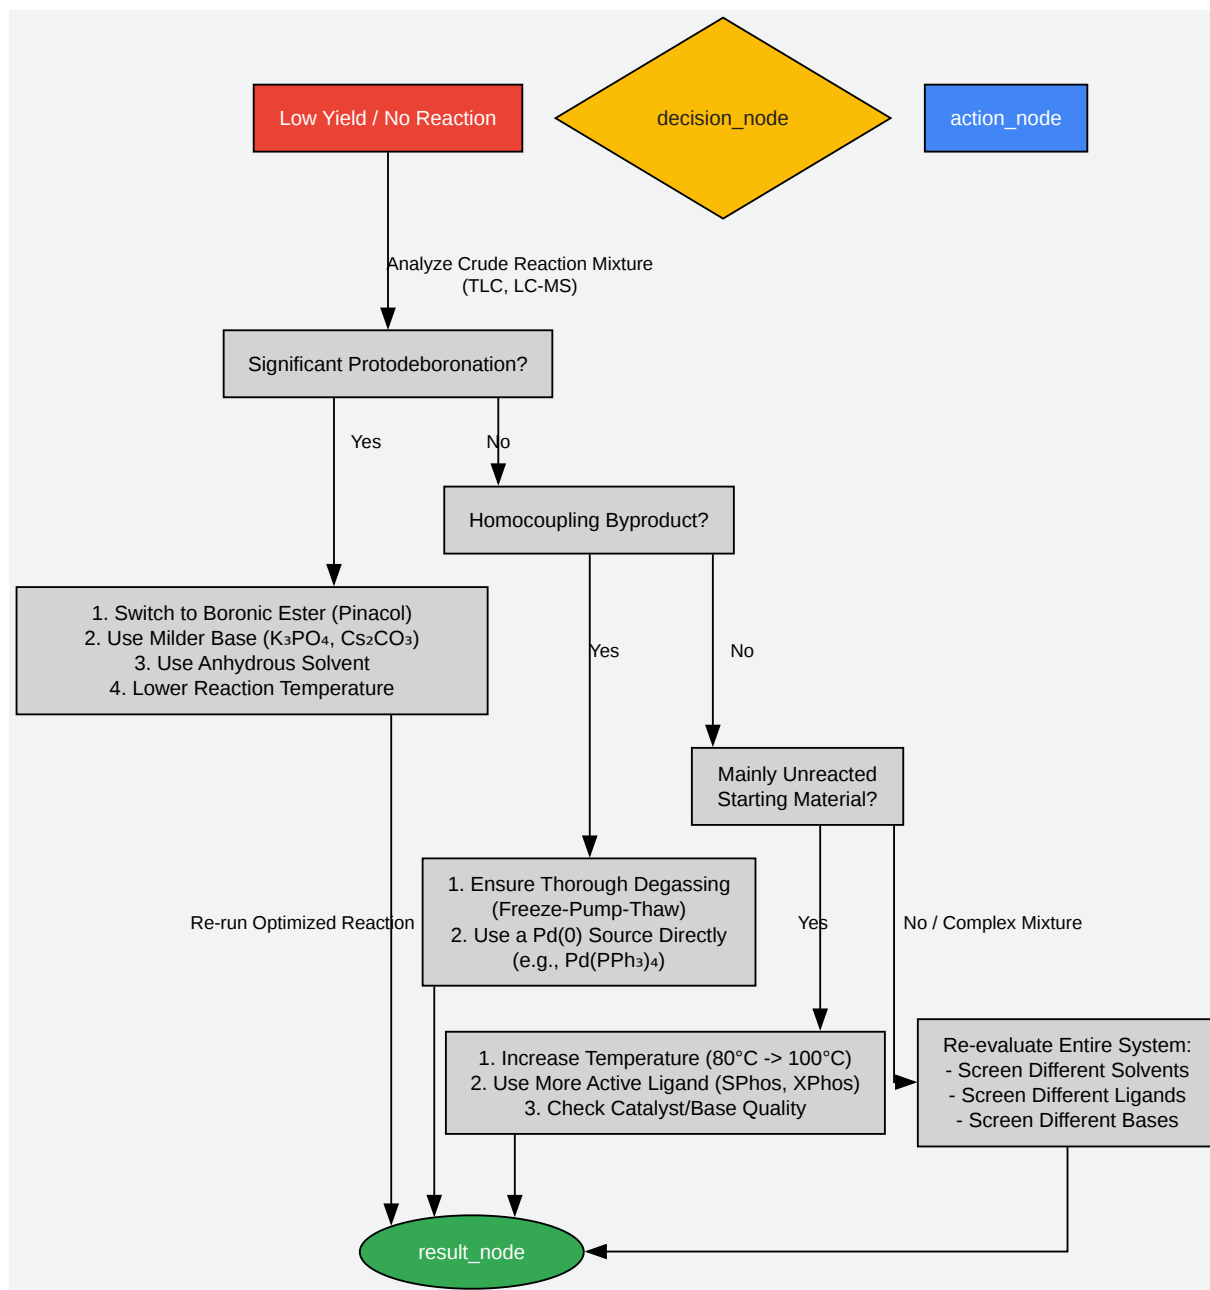 Low Yield / No Reaction
decision_node
action_node
Analyze Crude Reaction Mixture
(TLC, LC-MS)
Significant Protodeboronation?
Yes
No
Homocoupling Byproduct?
1. Switch to Boronic Ester (Pinacol)
2. Use Milder Base (K₃PO₄, Cs₂CO₃)
3. Use Anhydrous Solvent
4. Lower Reaction Temperature
Yes
No
Mainly Unreacted
Starting Material?
1. Ensure Thorough Degassing
(Freeze-Pump-Thaw)
2. Use a Pd(0) Source Directly
(e.g., Pd(PPh₃)₄)
Re-run Optimized Reaction
Yes
No / Complex Mixture
1. Increase Temperature (80°C -> 100°C)
2. Use More Active Ligand (SPhos, XPhos)
3. Check Catalyst/Base Quality
Re-evaluate Entire System:
- Screen Different Solvents
- Screen Different Ligands
- Screen Different Bases
result_node